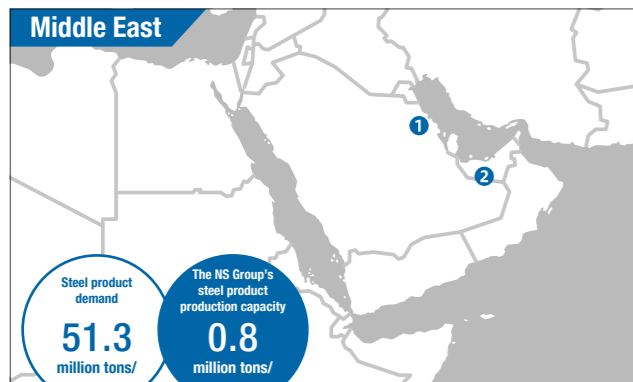 Middle East
1
2
Steel product
demand
51.3
million tons/
The NS Group's
steel product
production capacity
0.8
million tons/